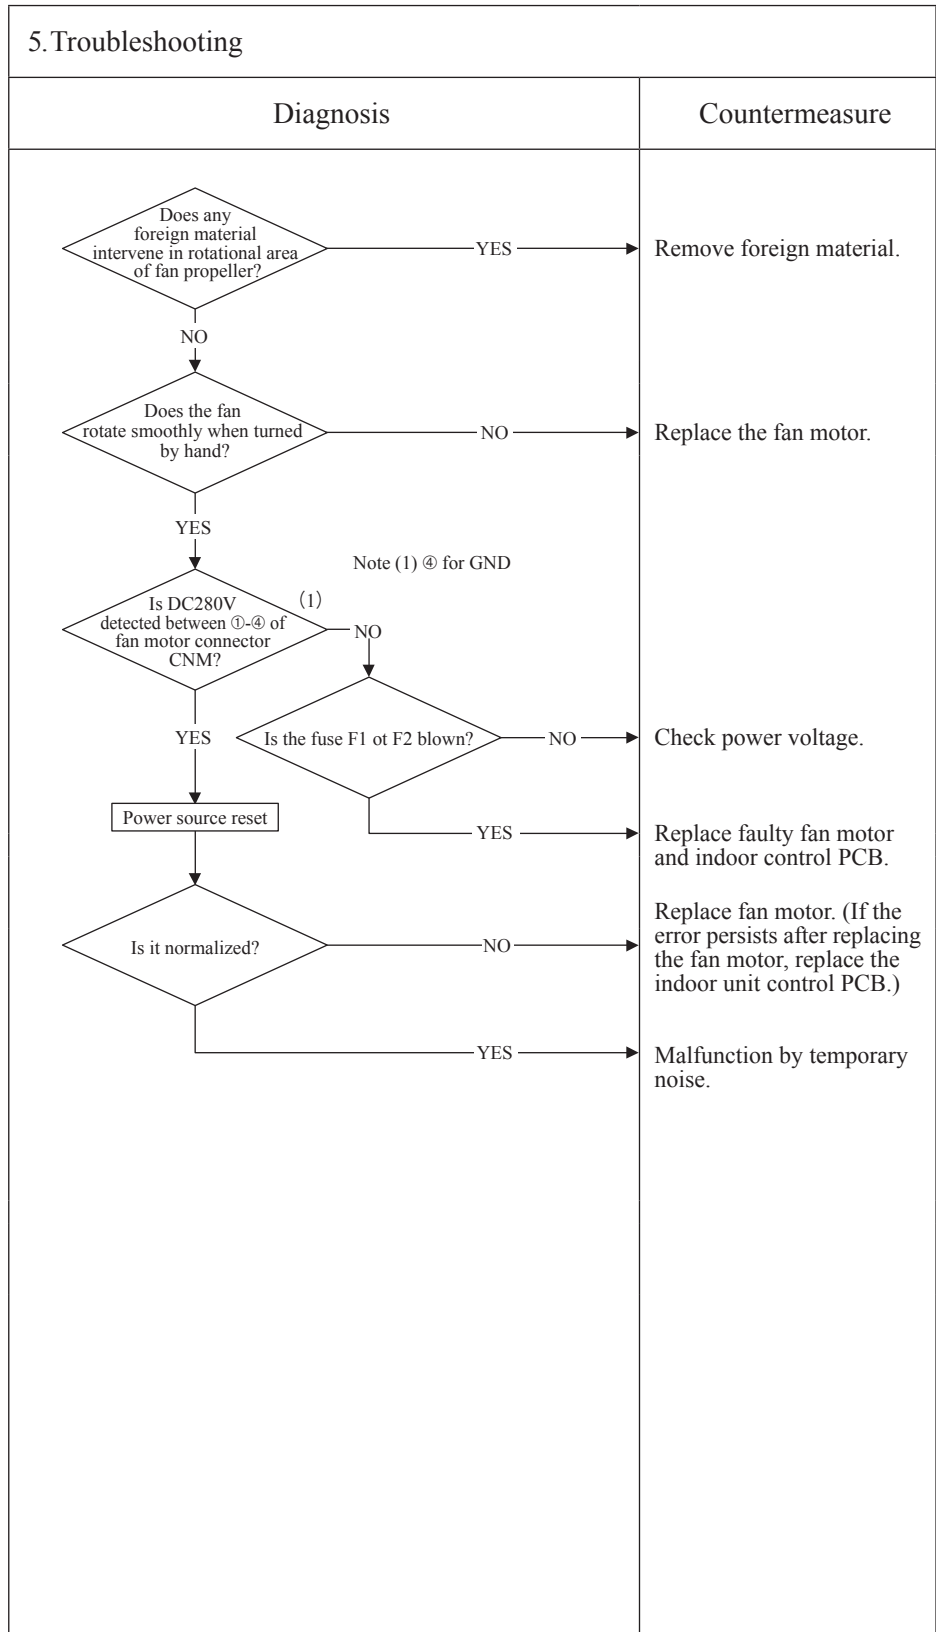 5.Troubleshooting
Diagnosis
Countermeasure
Does any
foreign material
intervene in rotational area
of fan propeller?
YES
Remove foreign material.
NO
Does the fan
rotate smoothly when turned
by hand?
NO
Replace the fan motor.
YES
Note (1) ④ for GND
Is DC280V
detected between ①-④ of
fan motor connector
CNM?
(1)
NO
YES
Is the fuse F1 ot F2 blown?
NO
Check power voltage.
Power source reset
YES
Replace faulty fan motor
and indoor control PCB.
Is it normalized?
NO
Replace fan motor. (If the
error persists after replacing
the fan motor, replace the
indoor unit control PCB.)
YES
Malfunction by temporary
noise.